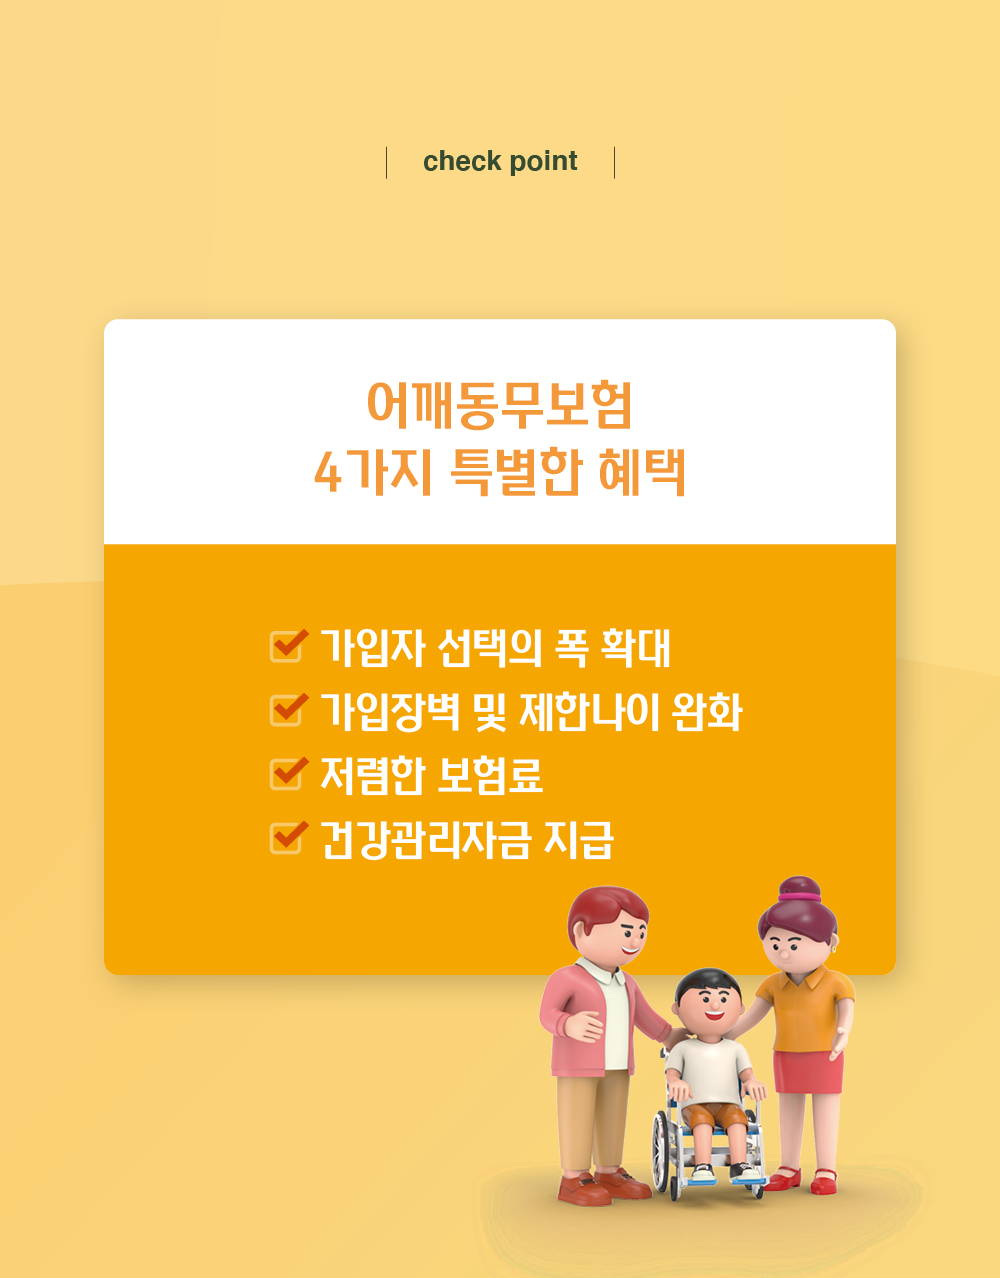 check point
어깨동무보험
4가지 특별한 혜택
가입자 선택의 폭 확대
가입장벽 및 제한나이 완화
저렴한 보험료
건강관리자금 지급